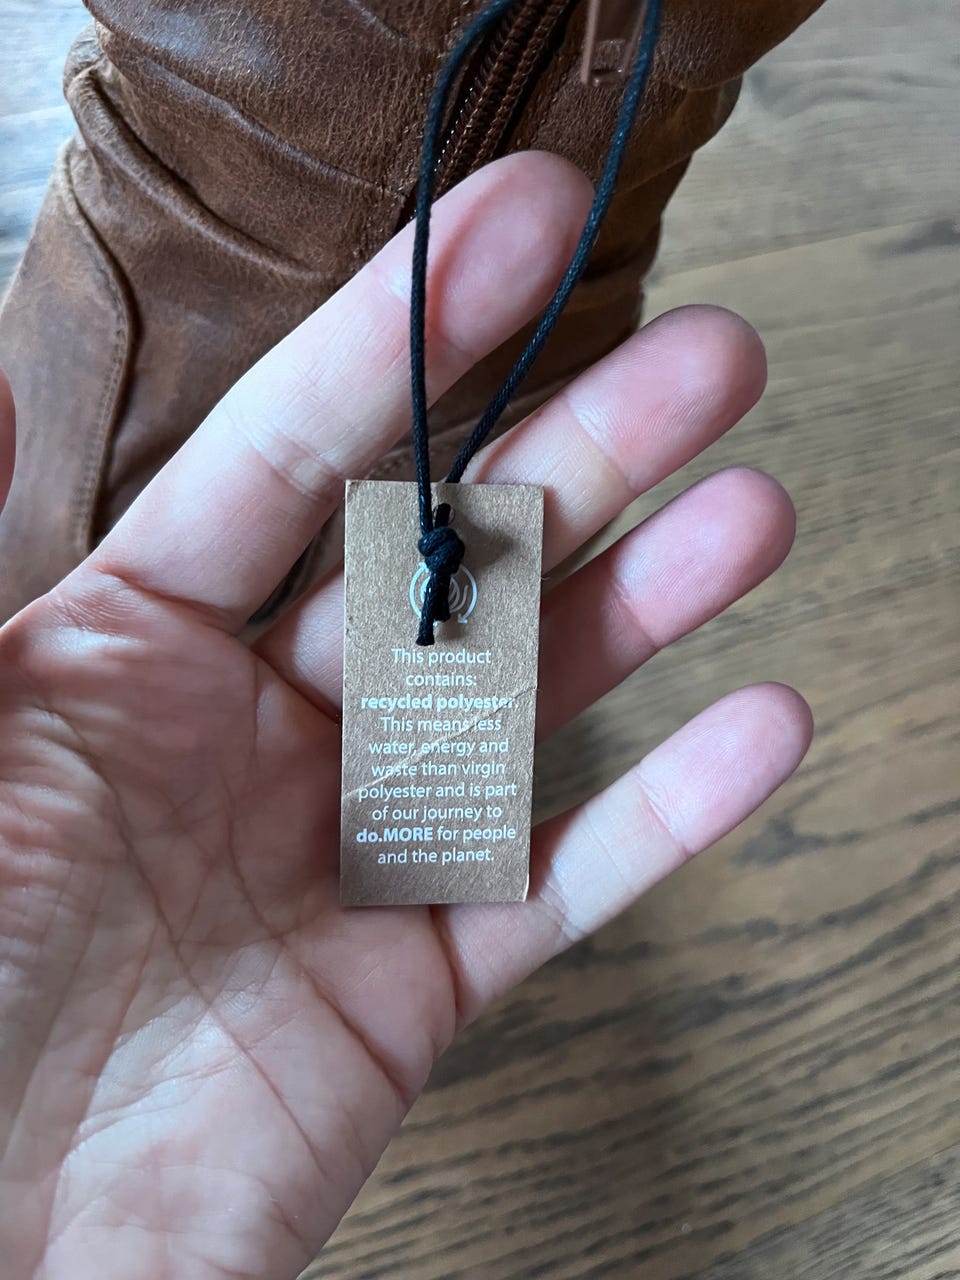 This product
contains:
recycled polyester.
This means less
water, energy and
waste than virgin
polyester and is part
of our journey to
do.MORE for people
and the planet.